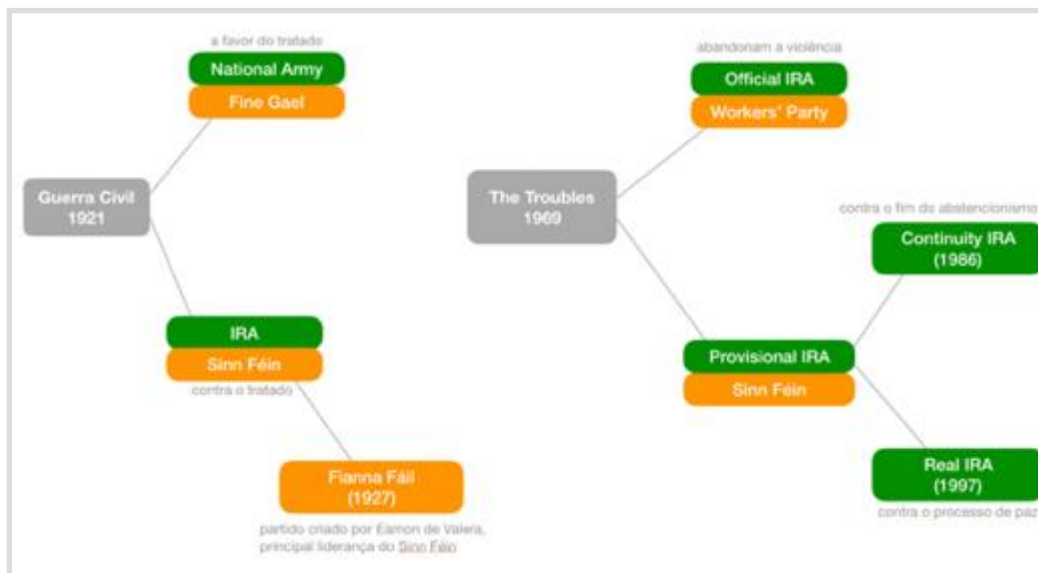 a favor do tratado
National Army
Fine Gael
Guerra Civil
1921
IRA
Sinn Féin
contra o tratado
Fianna Fáil
(1927)
partido criado por Éamon de Valera,
principal liderança do Sinn Féin
abandonam a violência
Official IRA
Workers' Party
The Troubles
1969
contra o fim do abstencionismo
Continuity IRA
(1986)
Provisional IRA
Sinn Féin
Real IRA
(1997)
contra o processo de paz